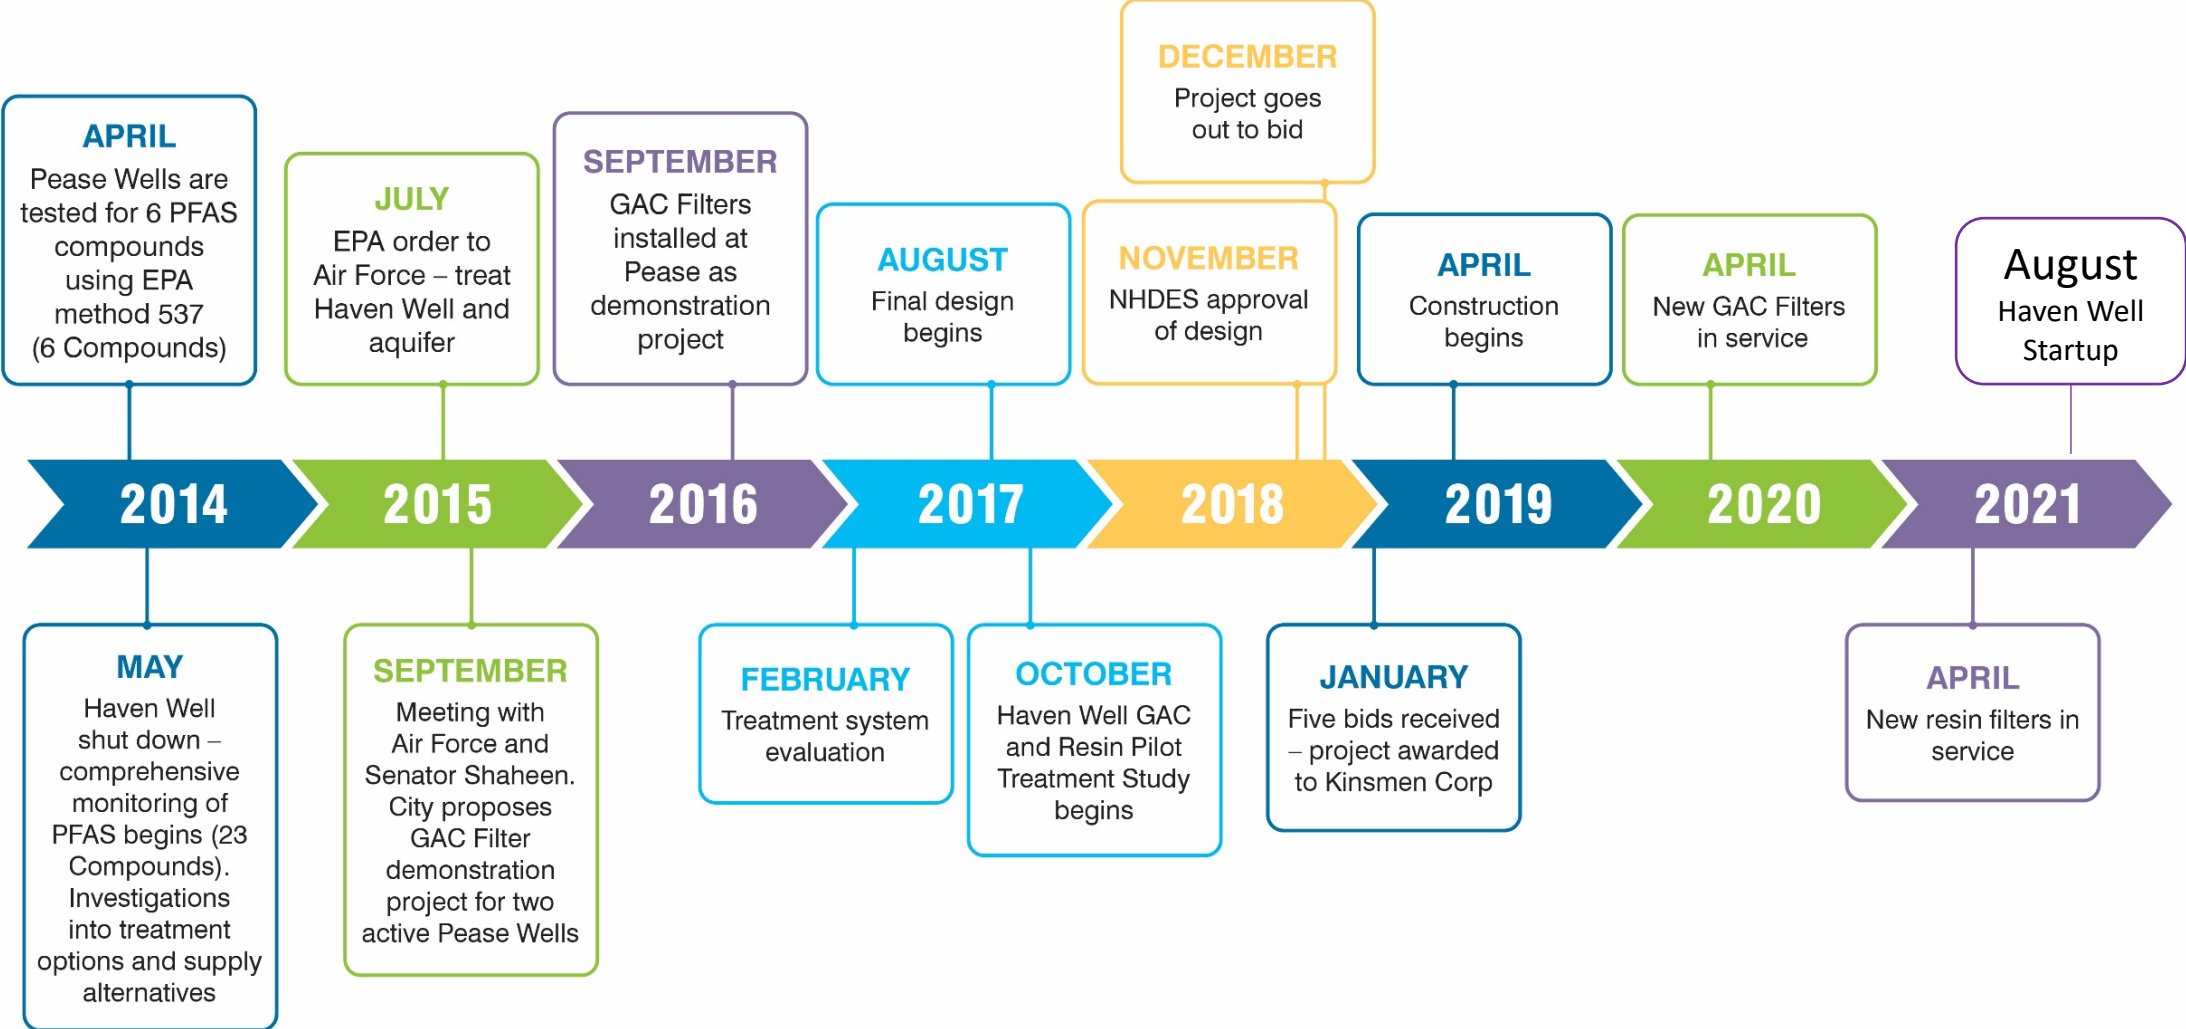 DECEMBER
Project goes
out to bid
APRIL
Pease Wells are
tested for 6 PFAS
compounds
using EPA
method 537
(6 Compounds)
JULY
EPA order to
Air Force – treat
Haven Well and
aquifer
SEPTEMBER
GAC Filters
installed at
Pease as
demonstration
project
AUGUST
Final design
begins
NOVEMBER
NHDES approval
of design
APRIL
Construction
begins
APRIL
New GAC Filters
in service
August
Haven Well
Startup
2014
2015
2016
2017
2018
2019
2020
2021
MAY
Haven Well
shut down –
comprehensive
monitoring of
PFAS begins (23
Compounds).
Investigations
into treatment
options and supply
alternatives
SEPTEMBER
Meeting with
Air Force and
Senator Shaheen.
City proposes
GAC Filter
demonstration
project for two
active Pease Wells
FEBRUARY
Treatment system
evaluation
OCTOBER
Haven Well GAC
and Resin Pilot
Treatment Study
begins
JANUARY
Five bids received
– project awarded
to Kinsmen Corp
APRIL
New resin filters in
service